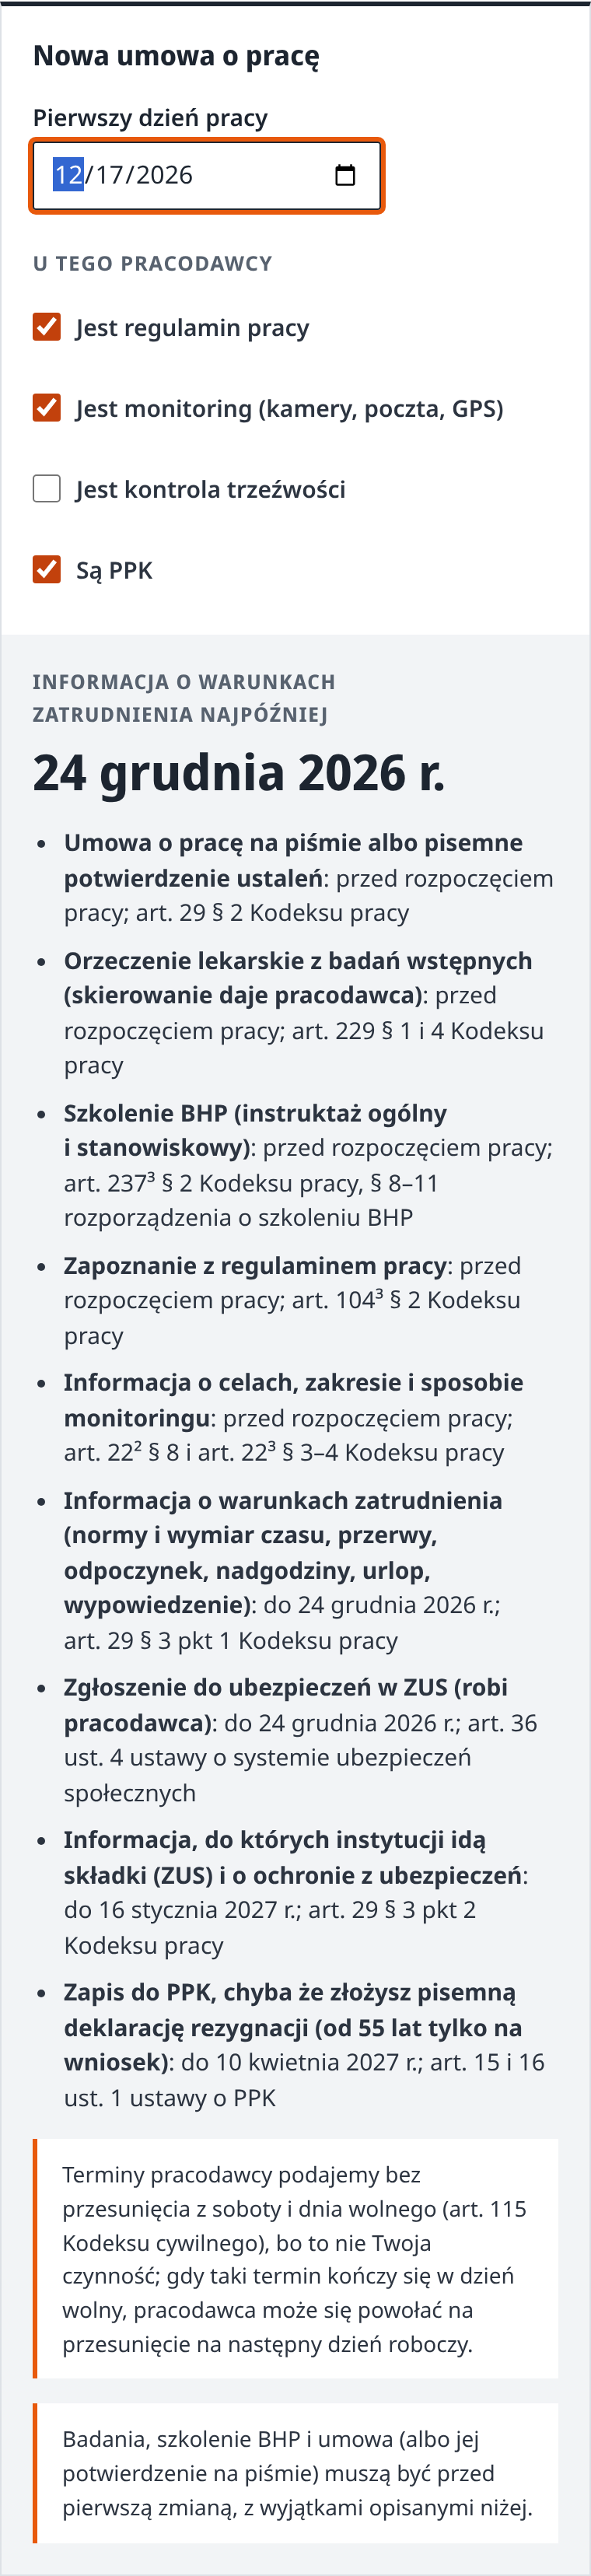 Nowa umowa o pracę
Pierwszy dzień pracy
12/17/2026
U TEGO PRACODAWCY
Jest regulamin pracy
Jest monitoring (kamery, poczta, GPS)
Jest kontrola trzeźwości
Są PPK
INFORMACJA O WARUNKACH
ZATRUDNIENIA NAJPÓŹNIEJ
24 grudnia 2026 r.
• Umowa o pracę na piśmie albo pisemne
potwierdzenie ustaleń: przed rozpoczęciem
pracy; art. 29 § 2 Kodeksu pracy
• Orzeczenie lekarskie z badań wstępnych
(skierowanie daje pracodawca): przed
rozpoczęciem pracy; art. 229 § 1 i 4 Kodeksu
pracy
• Szkolenie BHP (instruktaż ogólny
i stanowiskowy): przed rozpoczęciem pracy;
art. 237³ § 2 Kodeksu pracy, § 8–11
rozporządzenia o szkoleniu BHP
• Zapoznanie z regulaminem pracy: przed
rozpoczęciem pracy; art. 104³ § 2 Kodeksu
pracy
• Informacja o celach, zakresie i sposobie
monitoringu: przed rozpoczęciem pracy;
art. 22² § 8 i art. 22³ § 3–4 Kodeksu pracy
• Informacja o warunkach zatrudnienia
(normy i wymiar czasu, przerwy,
odpoczynek, nadgodziny, urlop,
wypowiedzenie): do 24 grudnia 2026 r.;
art. 29 § 3 pkt 1 Kodeksu pracy
• Zgłoszenie do ubezpieczeń w ZUS (robi
pracodawca): do 24 grudnia 2026 r.; art. 36
ust. 4 ustawy o systemie ubezpieczeń
społecznych
• Informacja, do których instytucji idą
składki (ZUS) i o ochronie z ubezpieczeń:
do 16 stycznia 2027 r.; art. 29 § 3 pkt 2
Kodeksu pracy
• Zapis do PPK, chyba że złożysz pisemną
deklarację rezygnacji (od 55 lat tylko na
wniosek): do 10 kwietnia 2027 r.; art. 15 i 16
ust. 1 ustawy o PPK
Terminy pracodawcy podajemy bez
przesunięcia z soboty i dnia wolnego (art. 115
Kodeksu cywilnego), bo to nie Twoja
czynność; gdy taki termin kończy się w dzień
wolny, pracodawca może się powołać na
przesunięcie na następny dzień roboczy.
Badania, szkolenie BHP i umowa (albo jej
potwierdzenie na piśmie) muszą być przed
pierwszą zmianą, z wyjątkami opisanymi niżej.